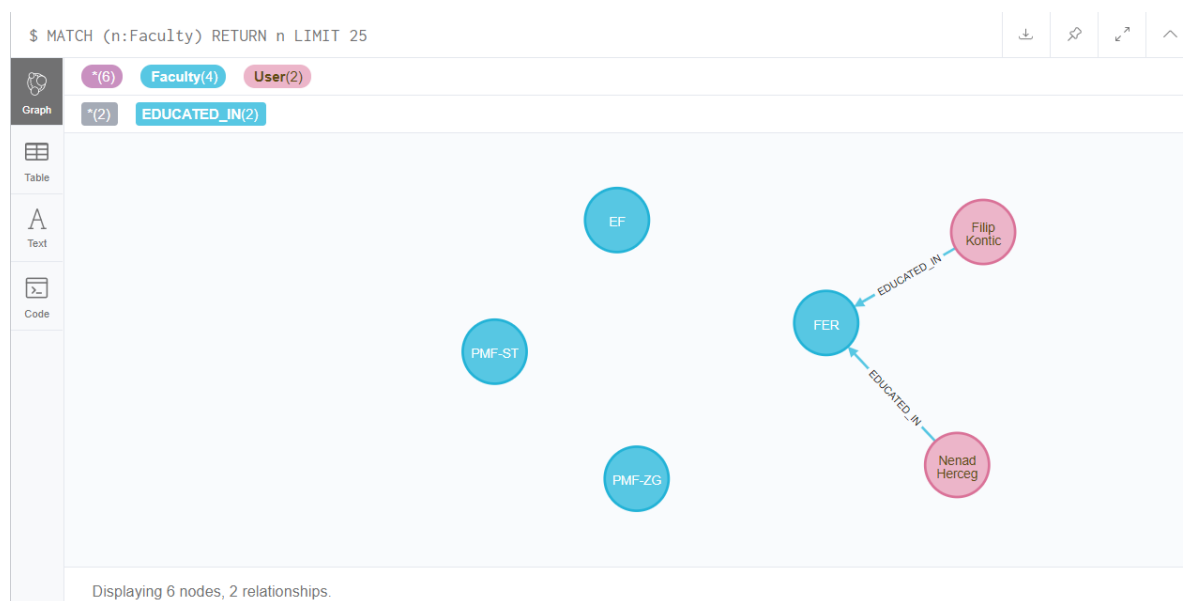 $ MATCH (n:Faculty) RETURN n LIMIT 25
*(6) Faculty(4) User(2)
Graph
*(2) EDUCATED_IN(2)
Table
Text
Code
EF
Filip
Kontic
EDUCATED_IN
FER
PMF-ST
EDUCATED_IN
Nenad
Herceg
PMF-ZG
Displaying 6 nodes, 2 relationships.